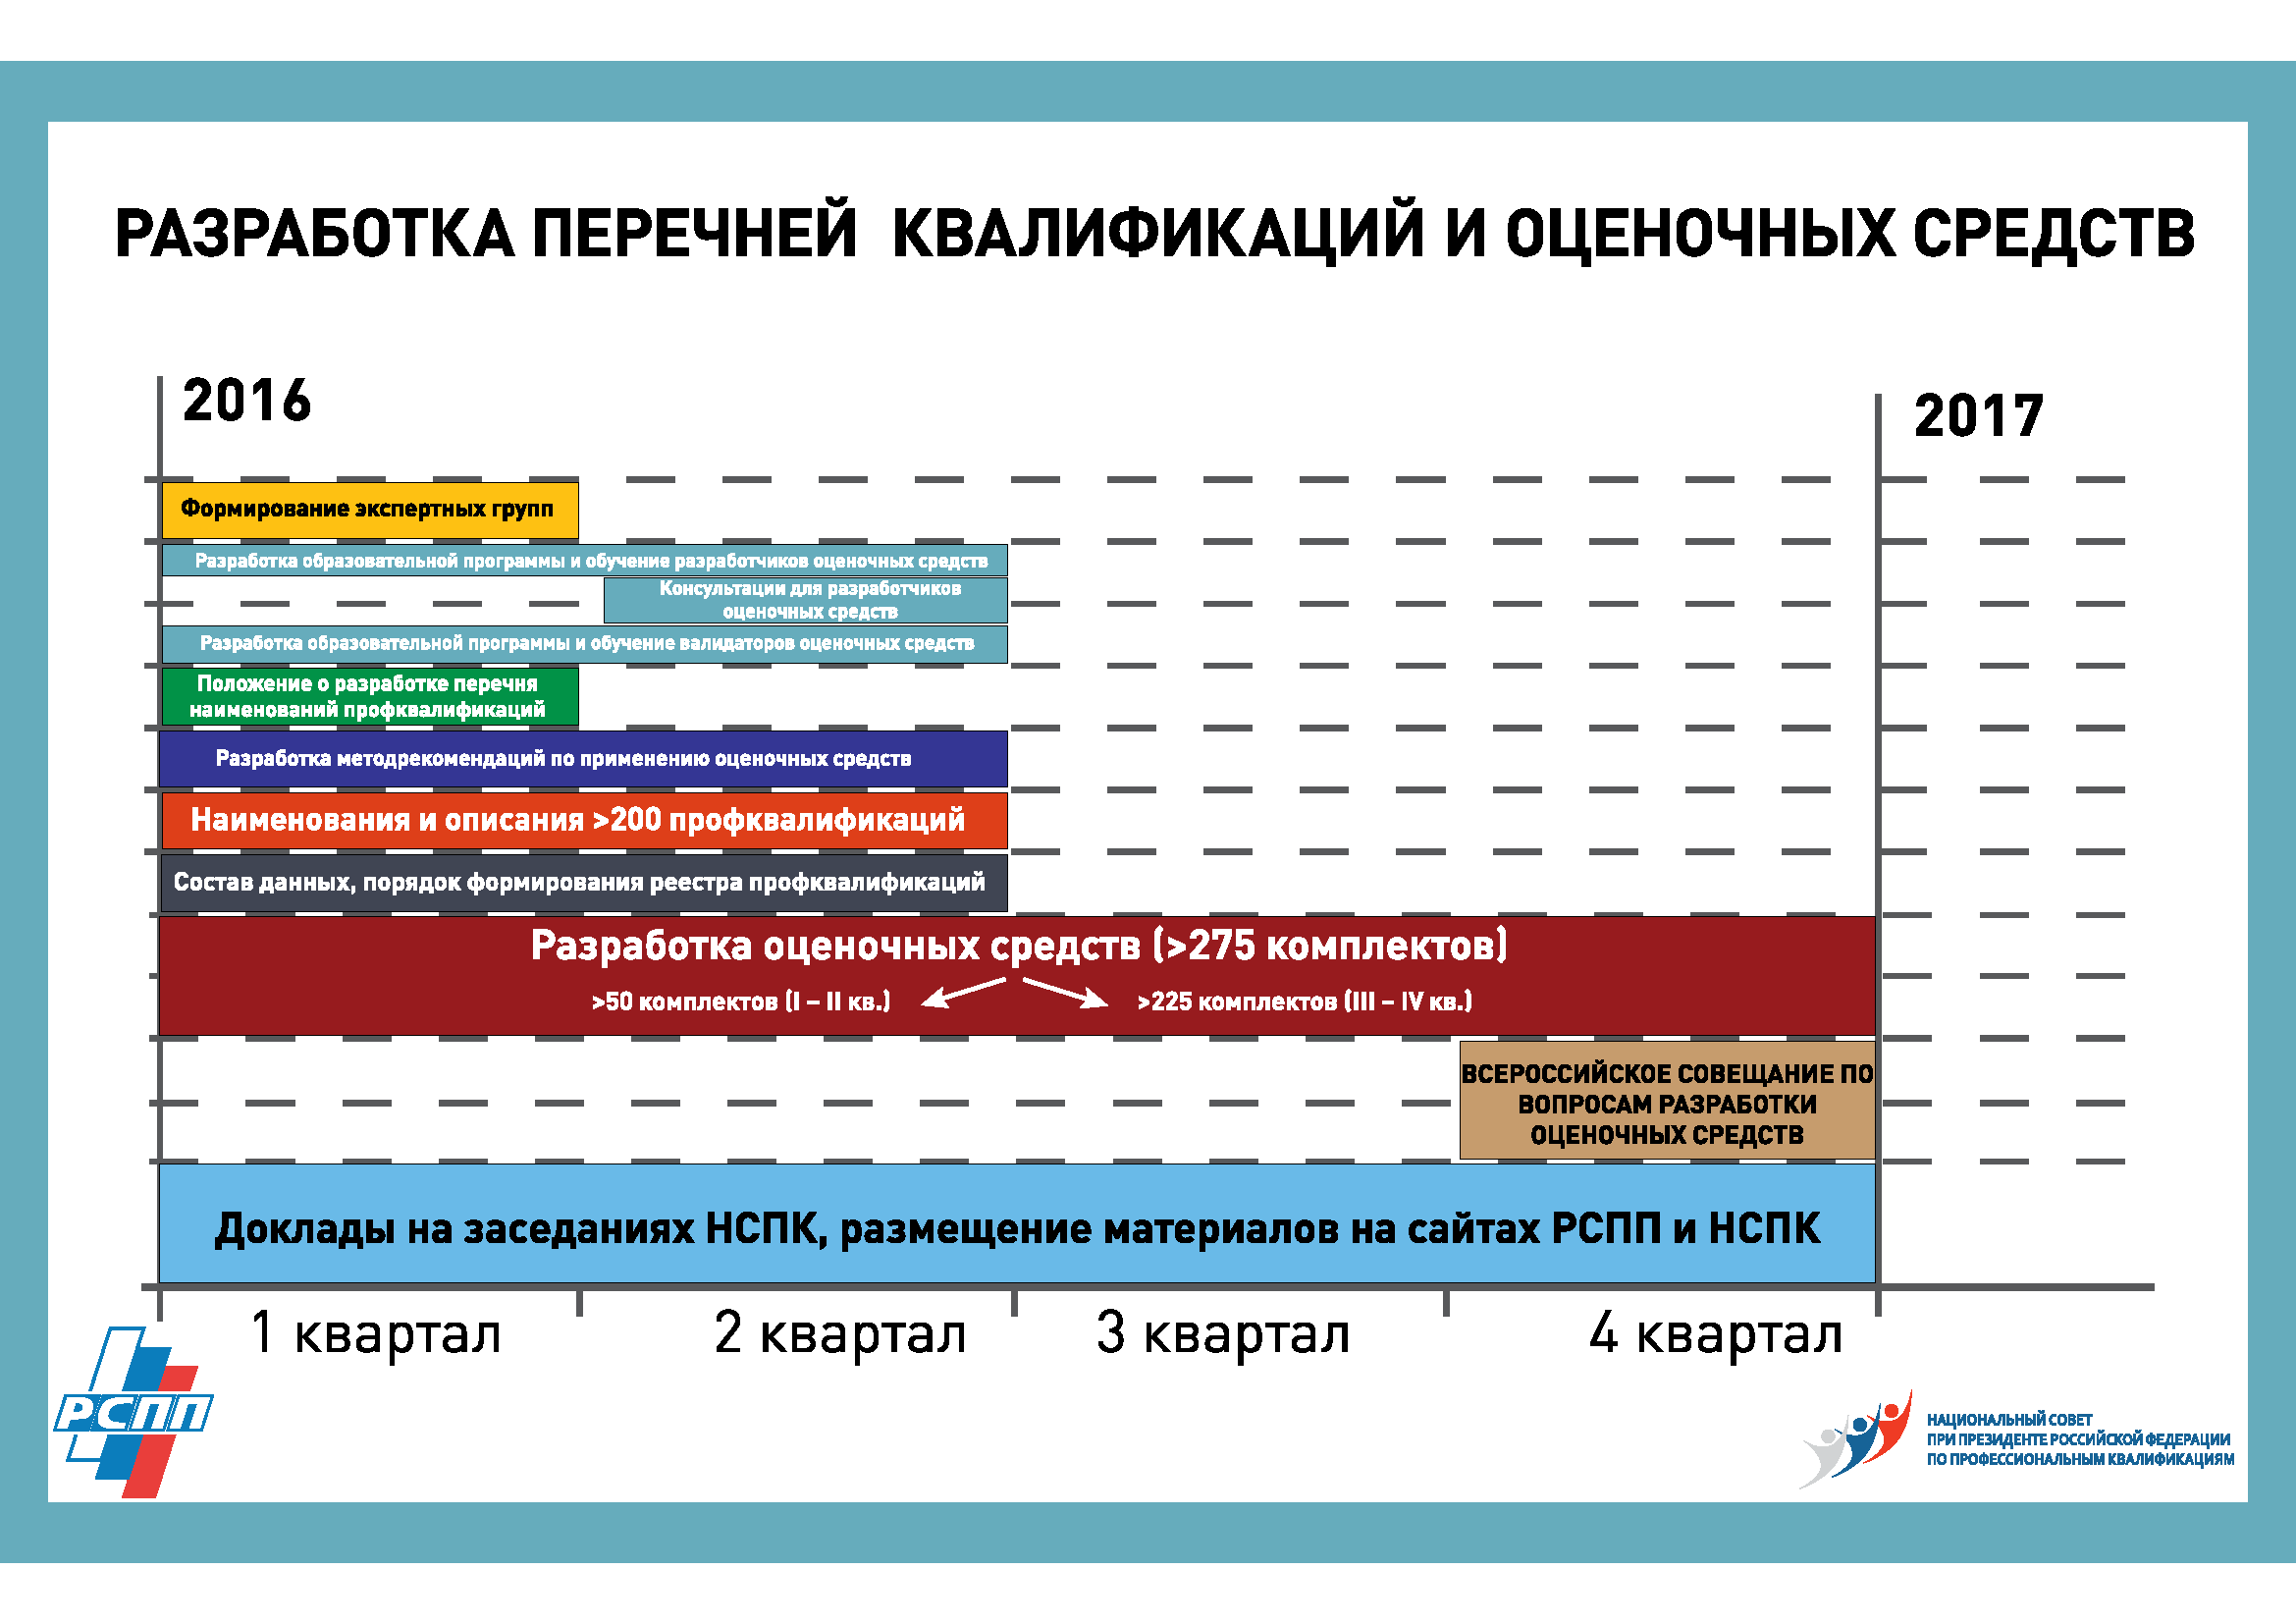 РАЗРАБОТКА ПЕРЕЧНЕЙ КВАЛИФИКАЦИЙ И ОЦЕНОЧНЫХ СРЕДСТВ
2016
2017
Формирование экспертных групп
Разработка образовательной программы и обучение разработчиков оценочных средств
Консультации для разработчиков
оценочных средств
Разработка образовательной программы и обучение валидаторов оценочных средств
Положение о разработке перечня
наименований профквалификаций
Разработка методрекомендаций по применению оценочных средств
Наименования и описания >200 профквалификаций
Состав данных, порядок формирования реестра профквалификаций
Разработка оценочных средств (>275 комплектов)
>50 комплектов (I – II кв.)
>225 комплектов (III – IV кв.)
ВСЕРОССИЙСКОЕ СОВЕЩАНИЕ ПО
ВОПРОСАМ РАЗРАБОТКИ
ОЦЕНОЧНЫХ СРЕДСТВ
Доклады на заседаниях НСПК, размещение материалов на сайтах РСПП и НСПК
1 квартал
2 квартал
3 квартал
4 квартал
РСПП
НАЦИОНАЛЬНЫЙ СОВЕТ
ПРИ ПРЕЗИДЕНТЕ РОССИЙСКОЙ ФЕДЕРАЦИИ
ПО ПРОФЕССИОНАЛЬНЫМ КВАЛИФИКАЦИЯМ